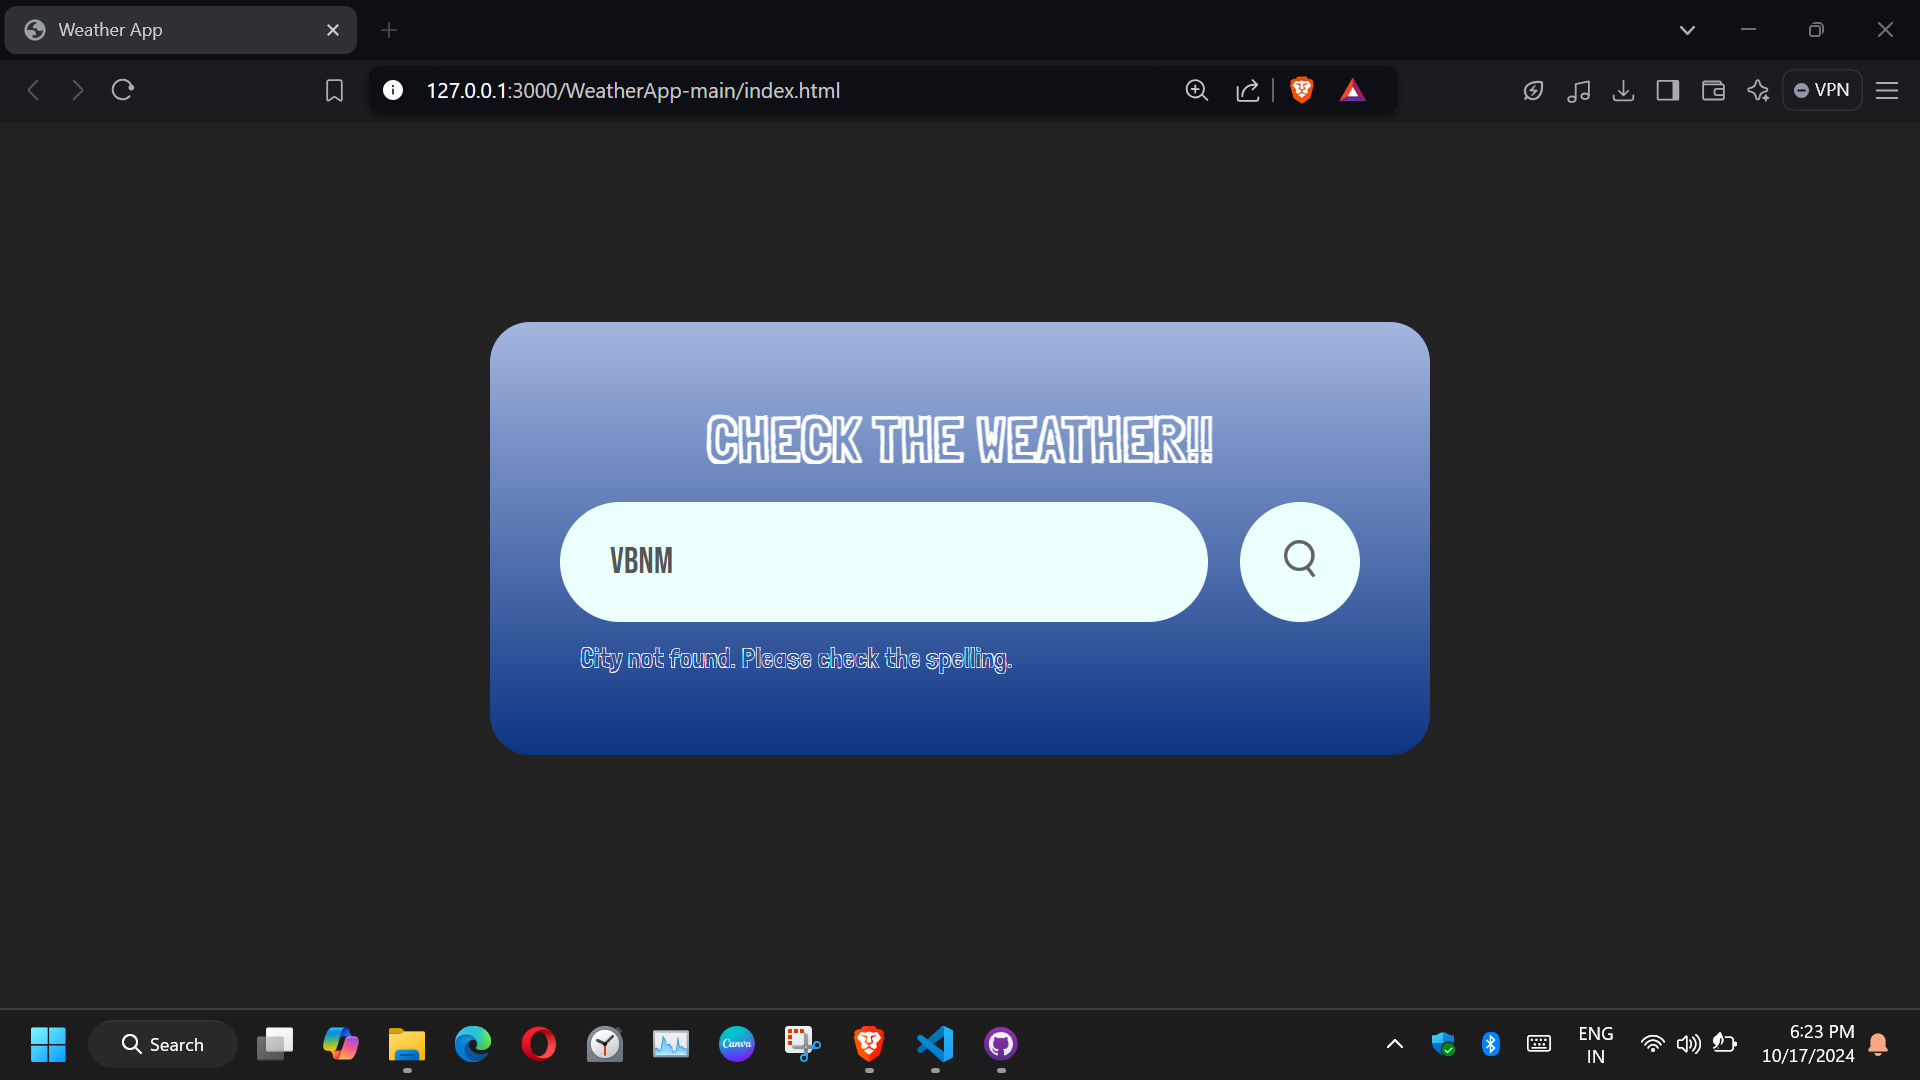 Weather App
127.0.0.1:3000/WeatherApp-main/index.html
VPN
CHECK THE WEATHER!!
VBNM
City not found. Please check the spelling.
Search
Canva
ENG
IN
6:23 PM
10/17/2024